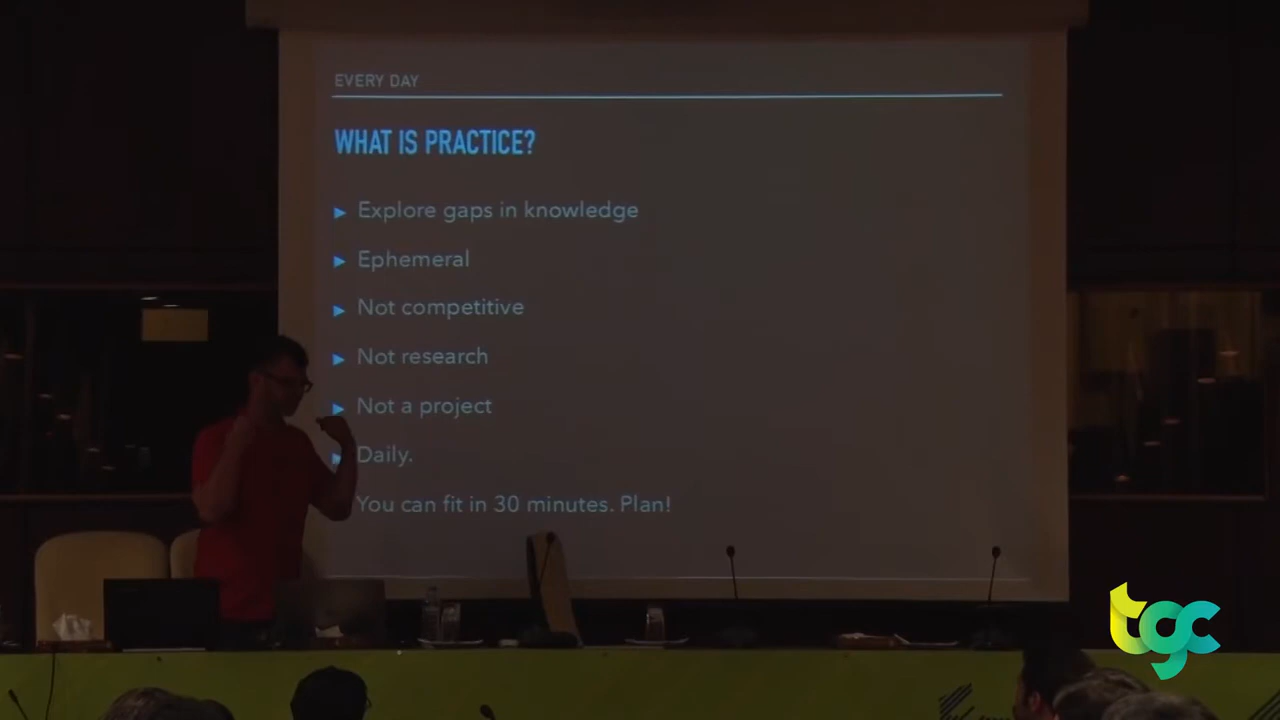 EVERY DAY
WHAT IS PRACTICE?
▸ Explore gaps in knowledge
▸ Ephemeral
▸ Not competitive
▸ Not research
▸ Not a project
▸ Daily.
You can fit in 30 minutes. Plan!
tgc